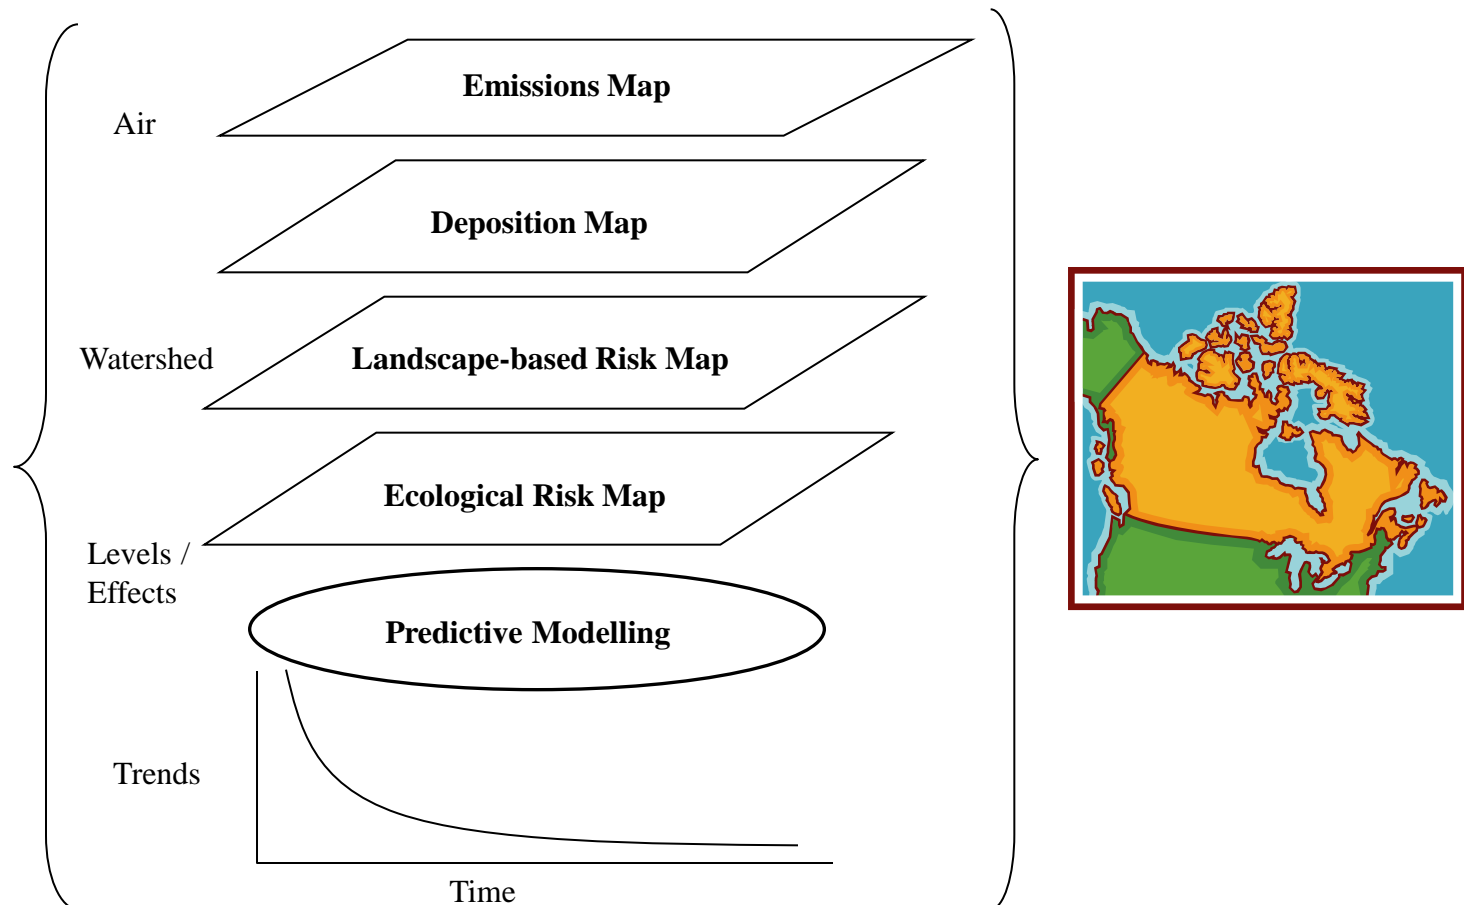 Emissions Map
Air
Deposition Map
Watershed
Landscape-based Risk Map
Ecological Risk Map
Levels /
Effects
Predictive Modelling
Trends
Time